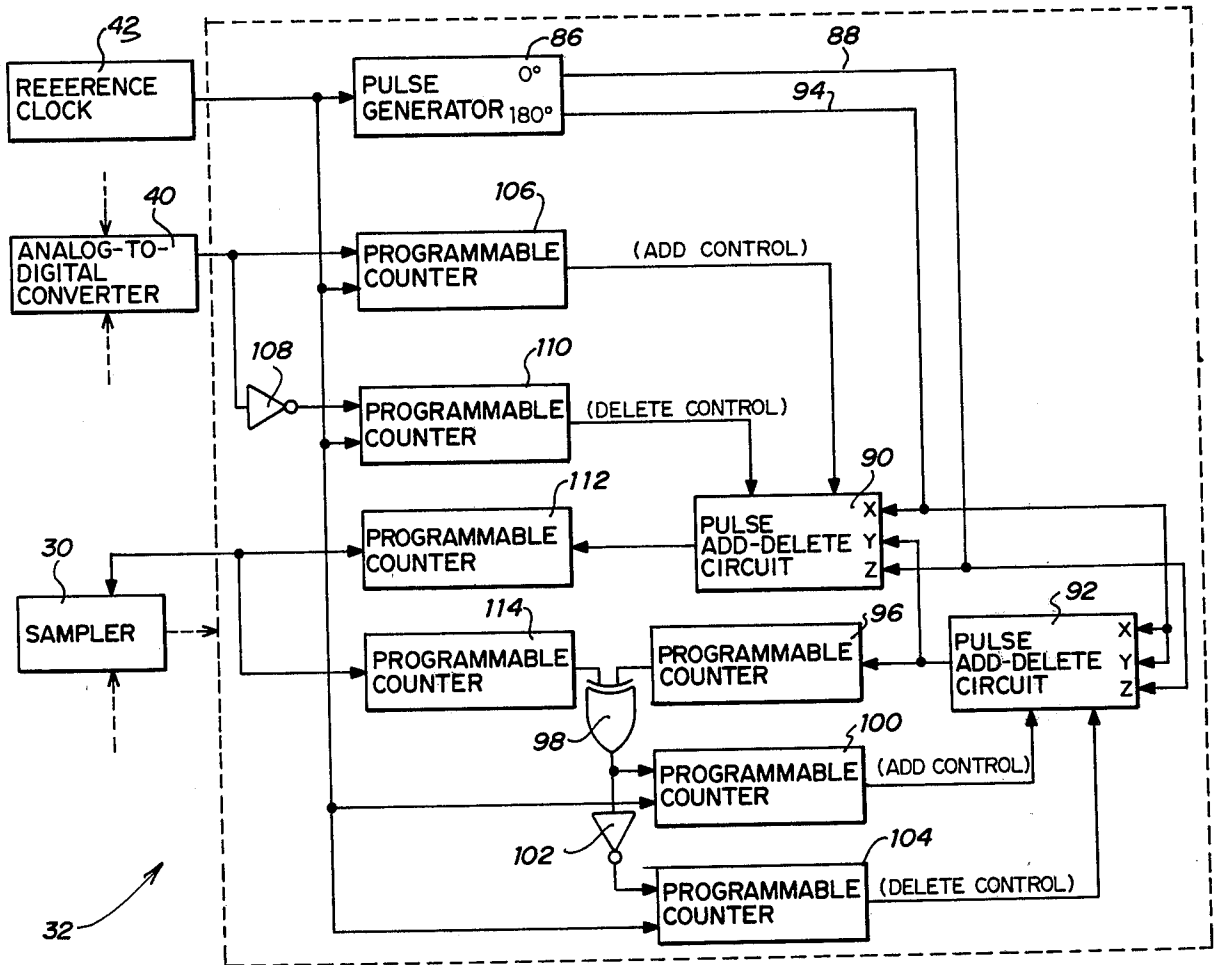 42
REEERENCE
CLOCK
86
PULSE
GENERATOR
0°
180°
88
94
40
ANALOG-TO-
DIGITAL
CONVERTER
106
PROGRAMMABLE
COUNTER
(ADD CONTROL)
108
110
PROGRAMMABLE
COUNTER
(DELETE CONTROL)
112
PROGRAMMABLE
COUNTER
90
PULSE
ADD-DELETE
CIRCUIT
X
Y
Z
30
SAMPLER
114
PROGRAMMABLE
COUNTER
96
PROGRAMMABLE
COUNTER
92
PULSE
ADD-DELETE
CIRCUIT
X
Y
Z
98
100
PROGRAMMABLE
COUNTER
(ADD CONTROL)
102
104
PROGRAMMABLE
COUNTER
(DELETE CONTROL)
32